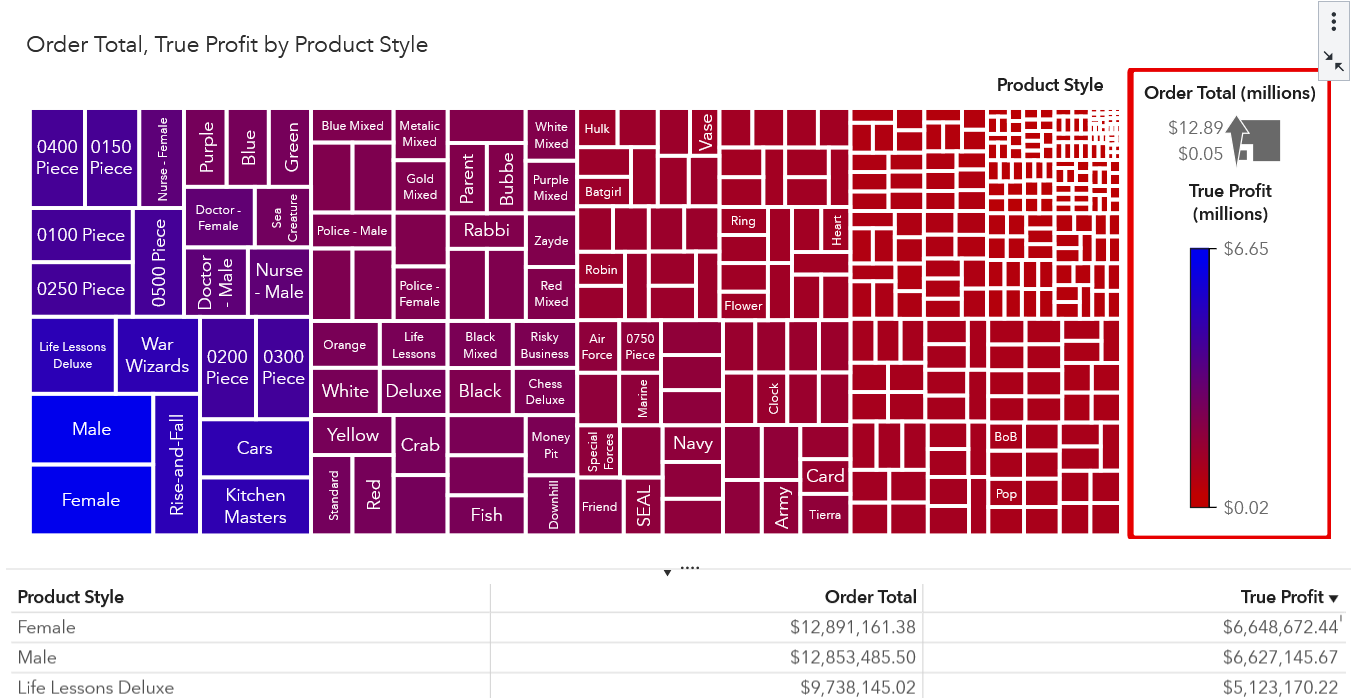 Order Total, True Profit by Product Style
Product Style
Order Total (millions)
$12.89
$0.05
True Profit
(millions)
$6.65
$0.02
0400
Piece
0150
Piece
Nurse - Female
Purple
Blue
Green
Blue Mixed
Metalic
Mixed
White
Mixed
Hulk
Vase
Parent
Bubbe
Gold
Mixed
Purple
Mixed
Batgirl
Doctor -
Female
Sea
Creature
0100 Piece
0500 Piece
Police - Male
Rabbi
Zayde
Ring
Heart
0250 Piece
Doctor
- Male
Nurse
- Male
Police -
Female
Red
Mixed
Robin
Flower
Life Lessons
Deluxe
War
Wizards
0200
Piece
0300
Piece
Orange
Life
Lessons
Black
Mixed
Risky
Business
Air
Force
0750
Piece
White
Deluxe
Black
Chess
Deluxe
Marine
Clock
Male
Rise-and-Fall
Cars
Yellow
Crab
Money
Pit
Special
Forces
Navy
BoB
Female
Kitchen
Masters
Standard
Red
Fish
Downhill
Friend
SEAL
Army
Card
Tierra
Pop
Product Style Order Total True Profit
Female $12,891,161.38 $6,648,672.44
Male $12,853,485.50 $6,627,145.67
Life Lessons Deluxe $9,738,145.02 $5,123,170.22